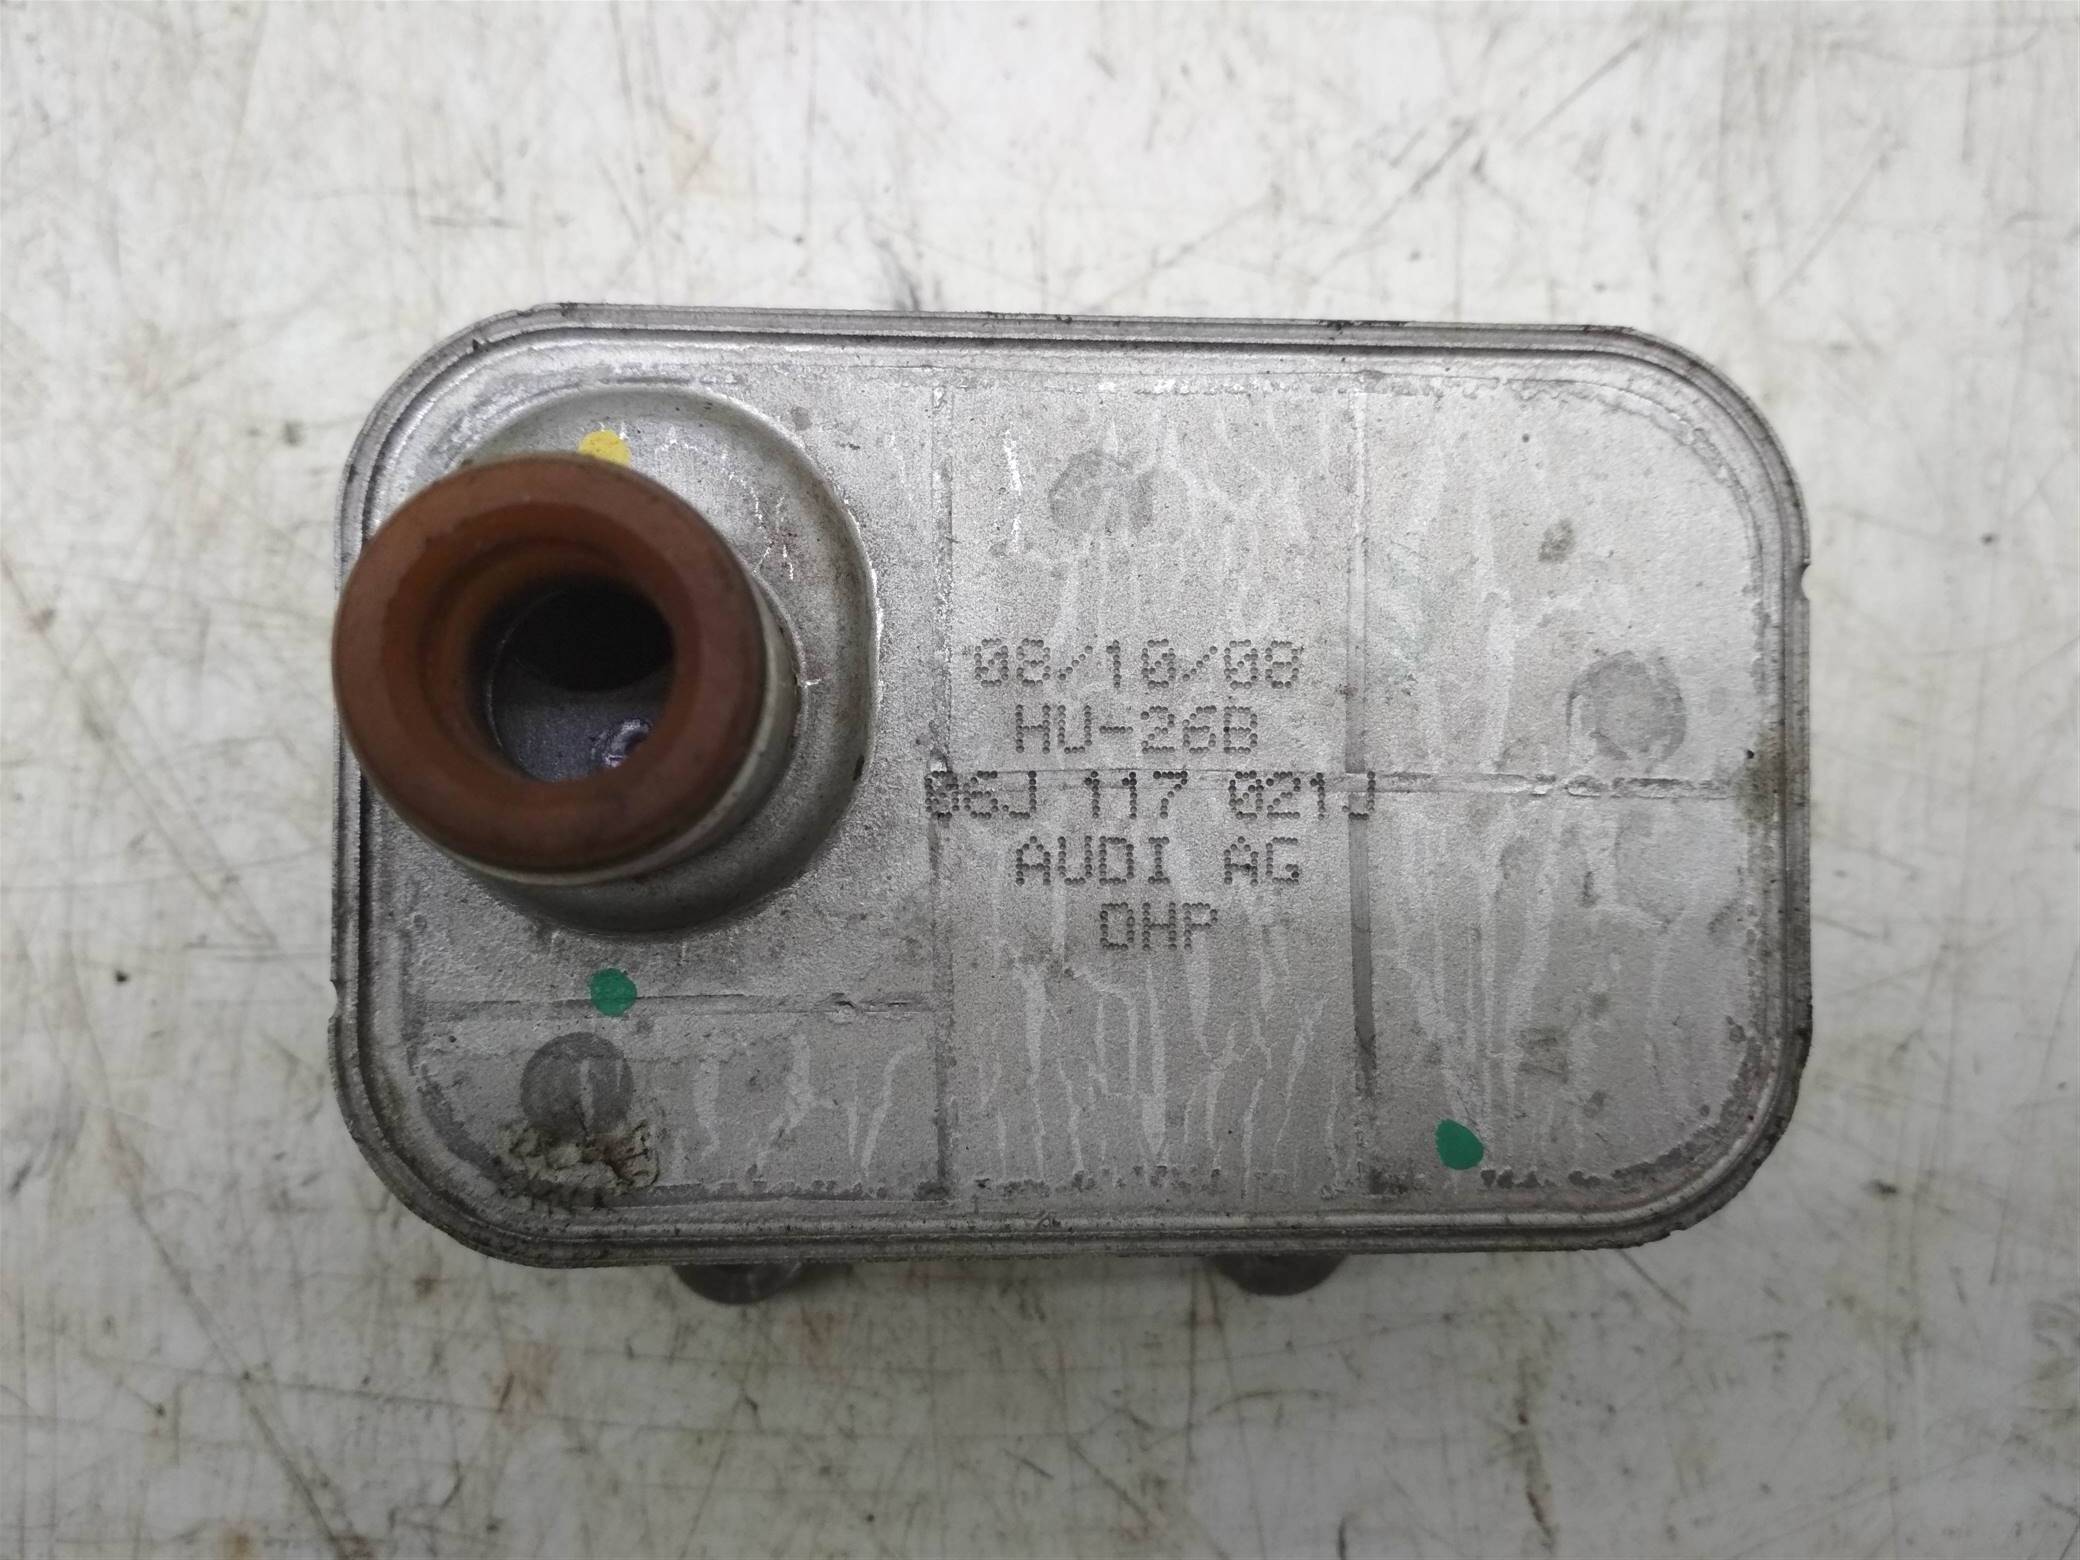 08/10/08
HU-26B
06J 117 021J
AUDI AG
DHP